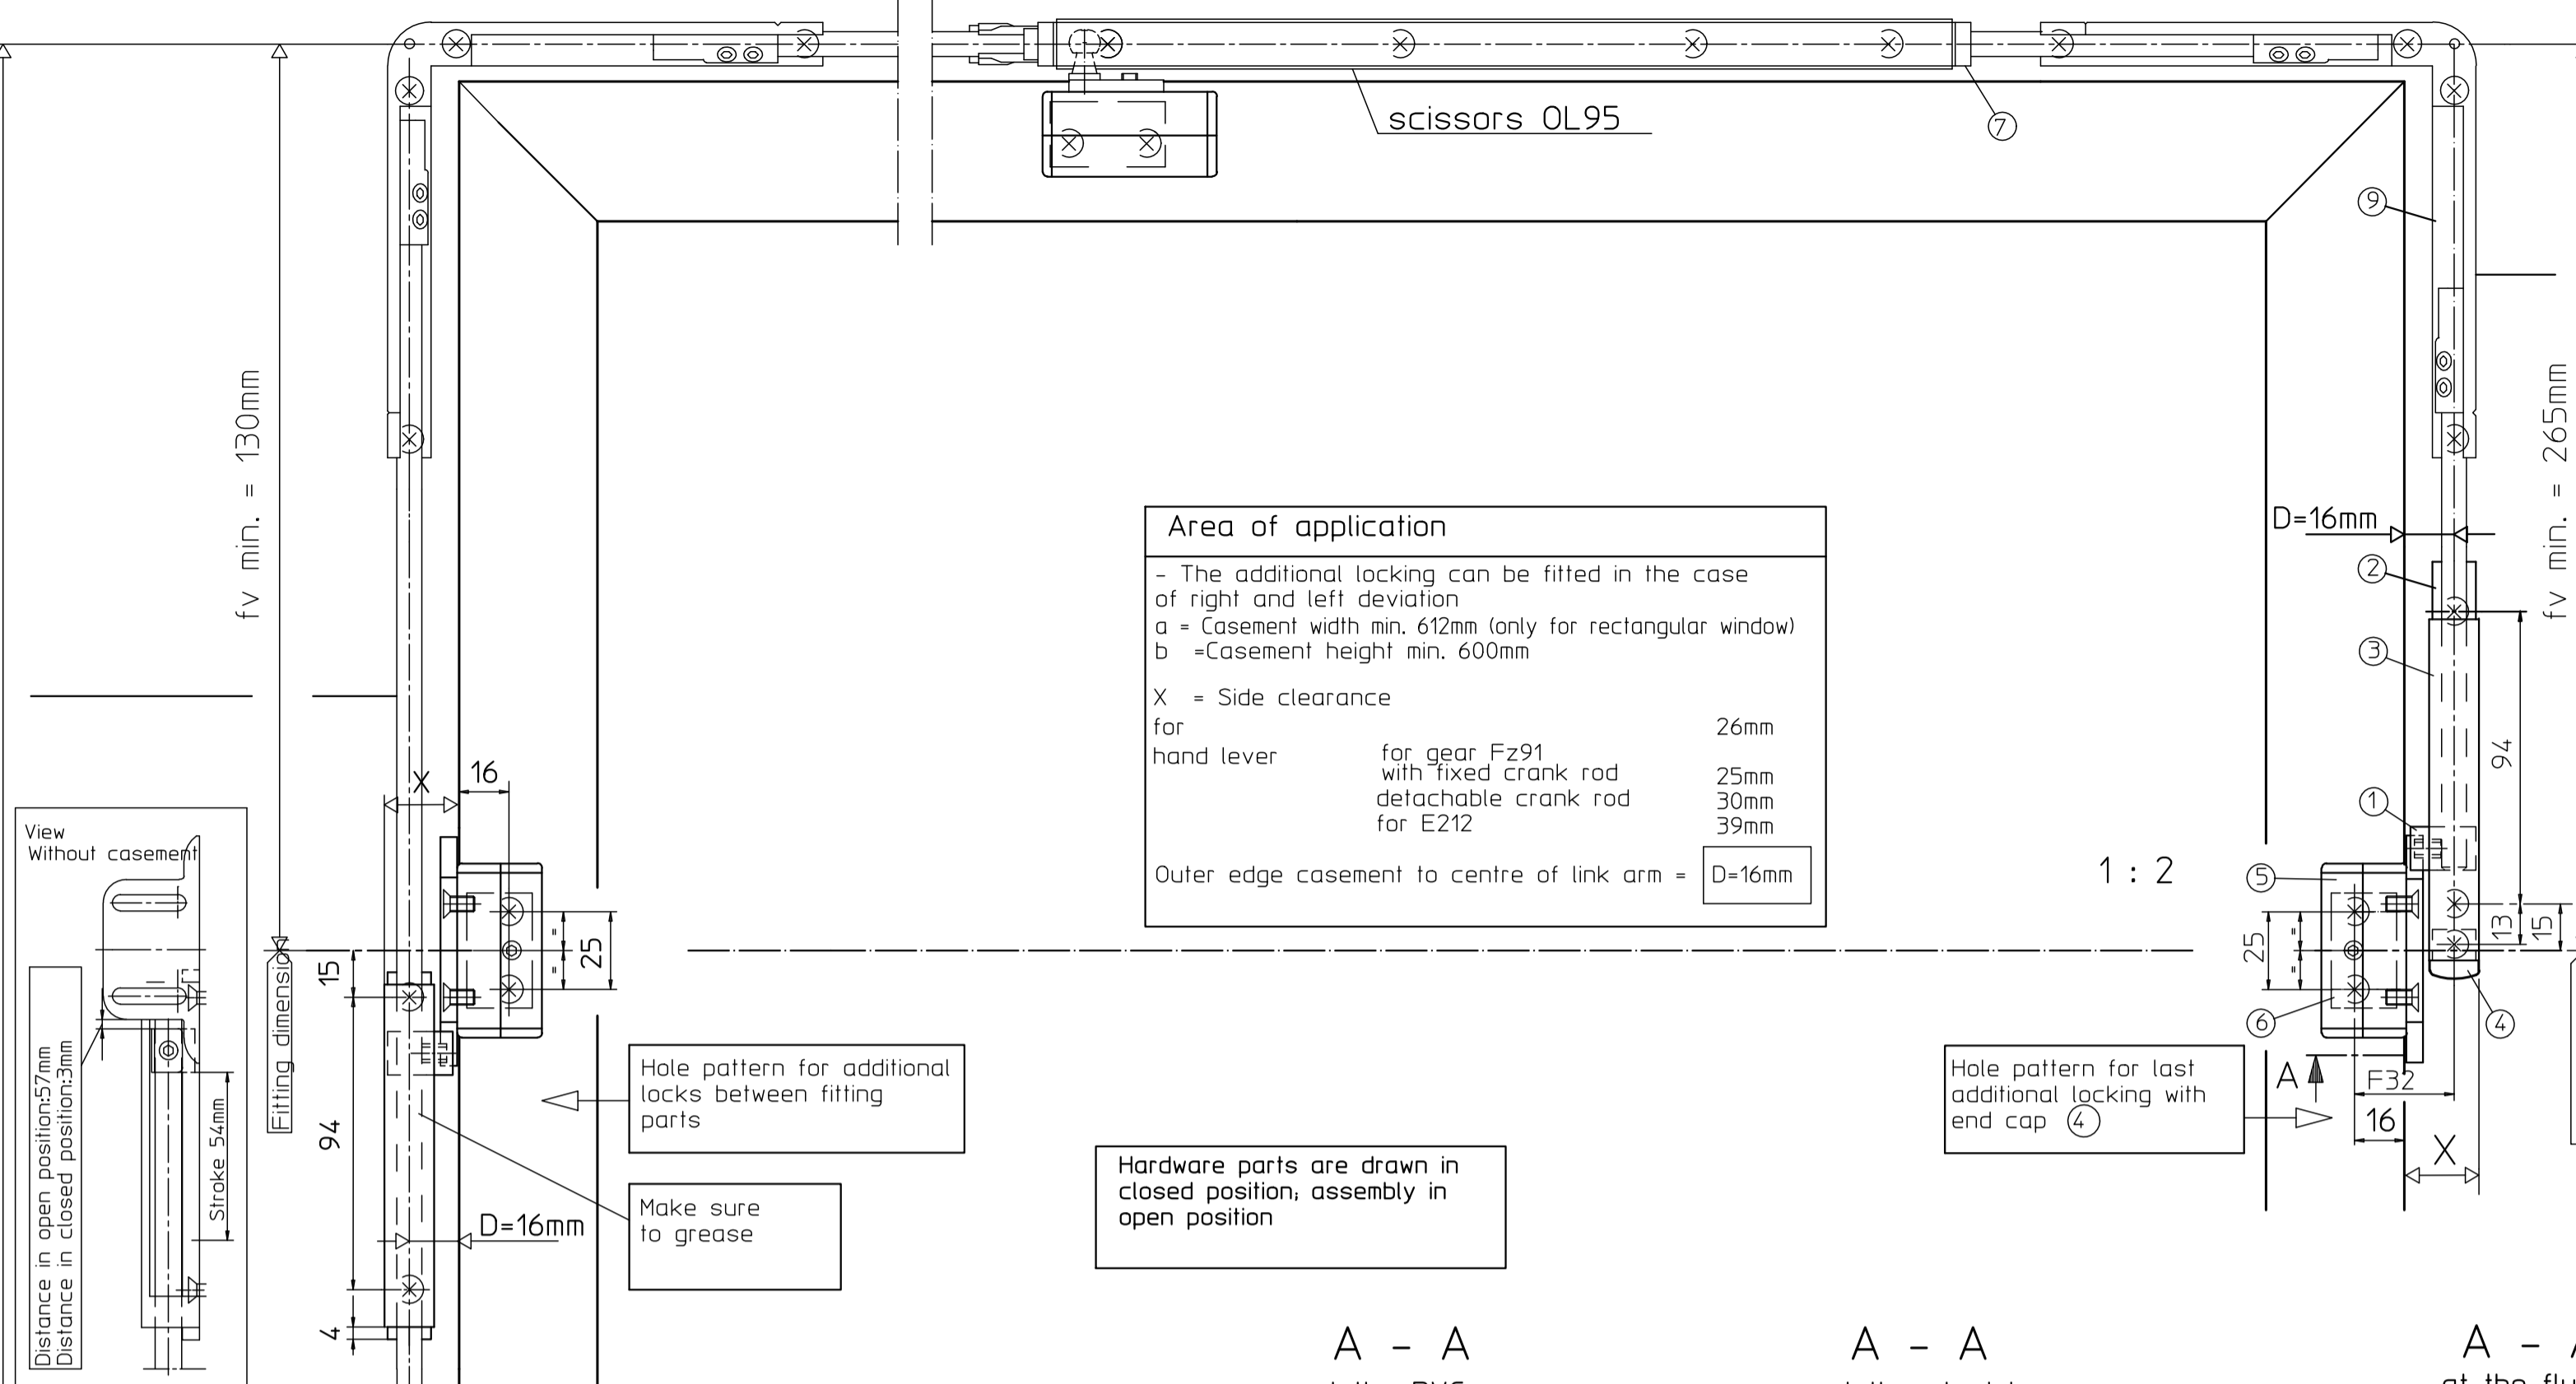 scissors OL95
7
9
fv min. = 130mm
fv min. = 265mm
D=16mm
2
3
94
1
Area of application
- The additional locking can be fitted in the case
of right and left deviation
a = Casement width min. 612mm (only for rectangular window)
b =Casement height min. 600mm
X = Side clearance
for 26mm
hand lever for gear Fz91
with fixed crank rod 25mm
detachable crank rod 30mm
for E212 39mm
Outer edge casement to centre of link arm = D=16mm
1 : 2
X
16
View
Without casement
Distance in open position:57mm
Distance in closed position:3mm
Stroke 54mm
Fitting dimension
15
94
4
=
=
25
D=16mm
Hole pattern for additional
locks between fitting
parts
Make sure
to grease
Hardware parts are drawn in
closed position; assembly in
open position
Hole pattern for last
additional locking with
end cap 4
5
25
=
=
6
13
15
4
A
F32
16
X
A - A
A - A
A -